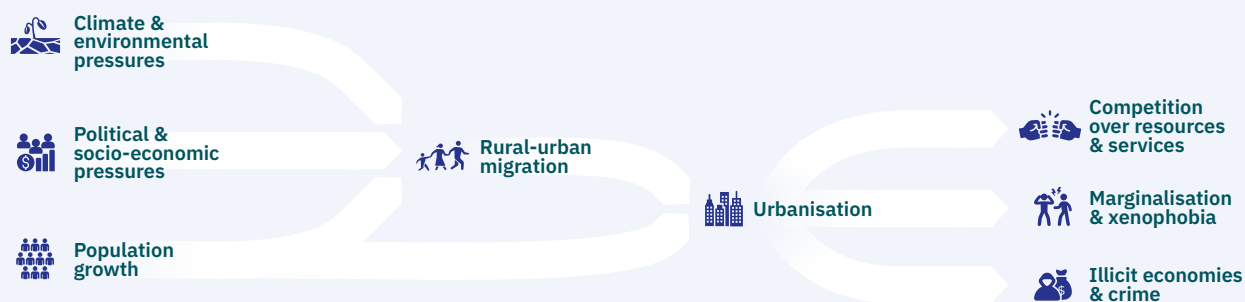 Climate &
environmental
pressures
Political &
socio-economic
pressures
Population
growth
Rural-urban
migration
Urbanisation
Competition
over resources
& services
Marginalisation
& xenophobia
Illicit economies
& crime